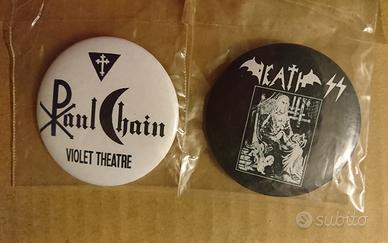 Paul Chain
VIOLET THEATRE
DEATH SS
subito